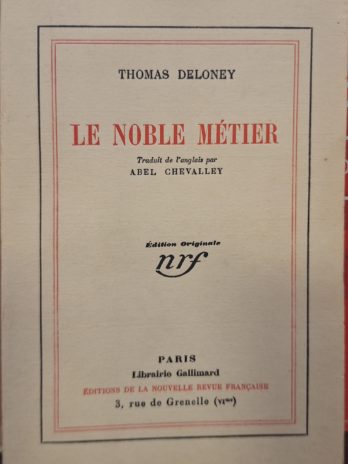 THOMAS DELONEY
LE NOBLE MÉTIER
Traduit de l'anglais par
ABEL CHEVALLEY
Édition Originale
nrf
PARIS
Librairie Gallimard
ÉDITIONS DE LA NOUVELLE REVUE FRANÇAISE
3, rue de Grenelle (VIme)